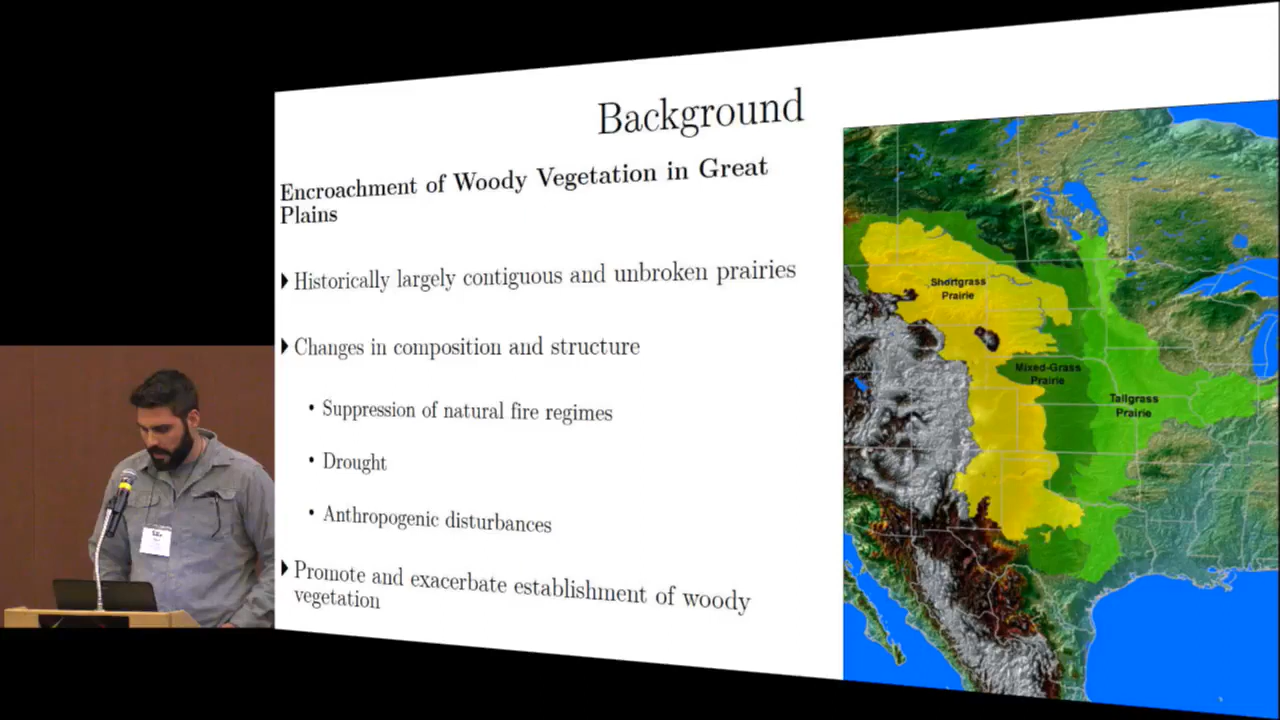 Background
Encroachment of Woody Vegetation in Great
Plains
Historically largely contiguous and unbroken prairies
Changes in composition and structure
• Suppression of natural fire regimes
• Drought
• Anthropogenic disturbances
Promote and exacerbate establishment of woody
vegetation
Shortgrass
Prairie
Mixed-Grass
Prairie
Tallgrass
Prairie